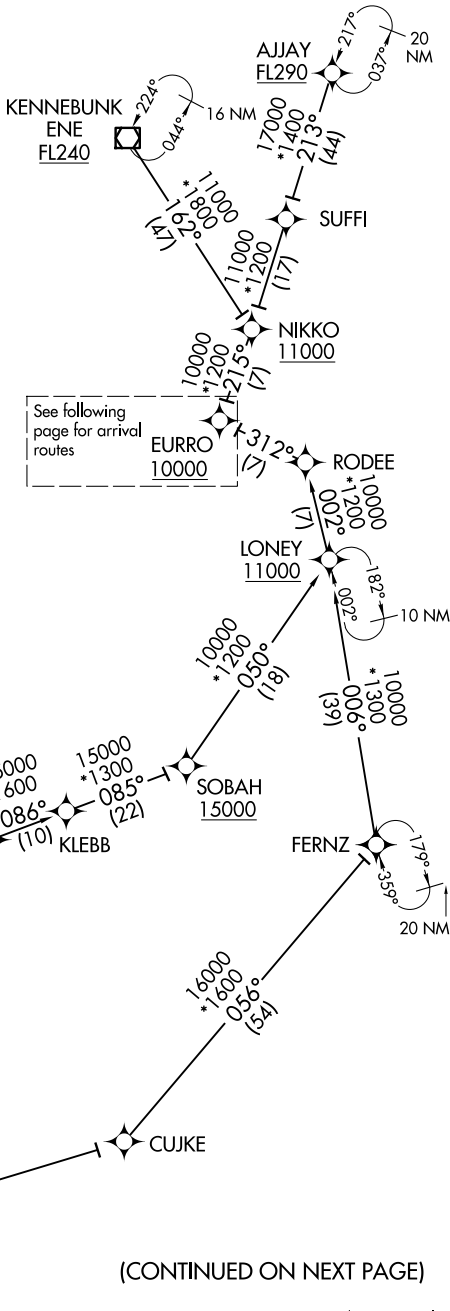 AJJAY
FL290
217°
037°
20
NM
KENNEBUNK
ENE
FL240
224°
044°
16 NM
17000
*1400
213°
(44)
11000
*1800
162°
(47)
SUFFI
11000
*1200
(17)
NIKKO
11000
10000
*1200
215°
(7)
See following
page for arrival
routes
EURRO
10000
312°
(7)
RODEE
10000
*1200
002°
(7)
LONEY
11000
182°
002°
10 NM
10000
*1200
050°
(18)
10000
*1300
006°
(39)
000
600
086°
(10)
KLEBB
15000
*1300
085°
(22)
SOBAH
15000
FERNZ
179°
359°
20 NM
16000
*1600
056°
(54)
CUJKE
(CONTINUED ON NEXT PAGE)